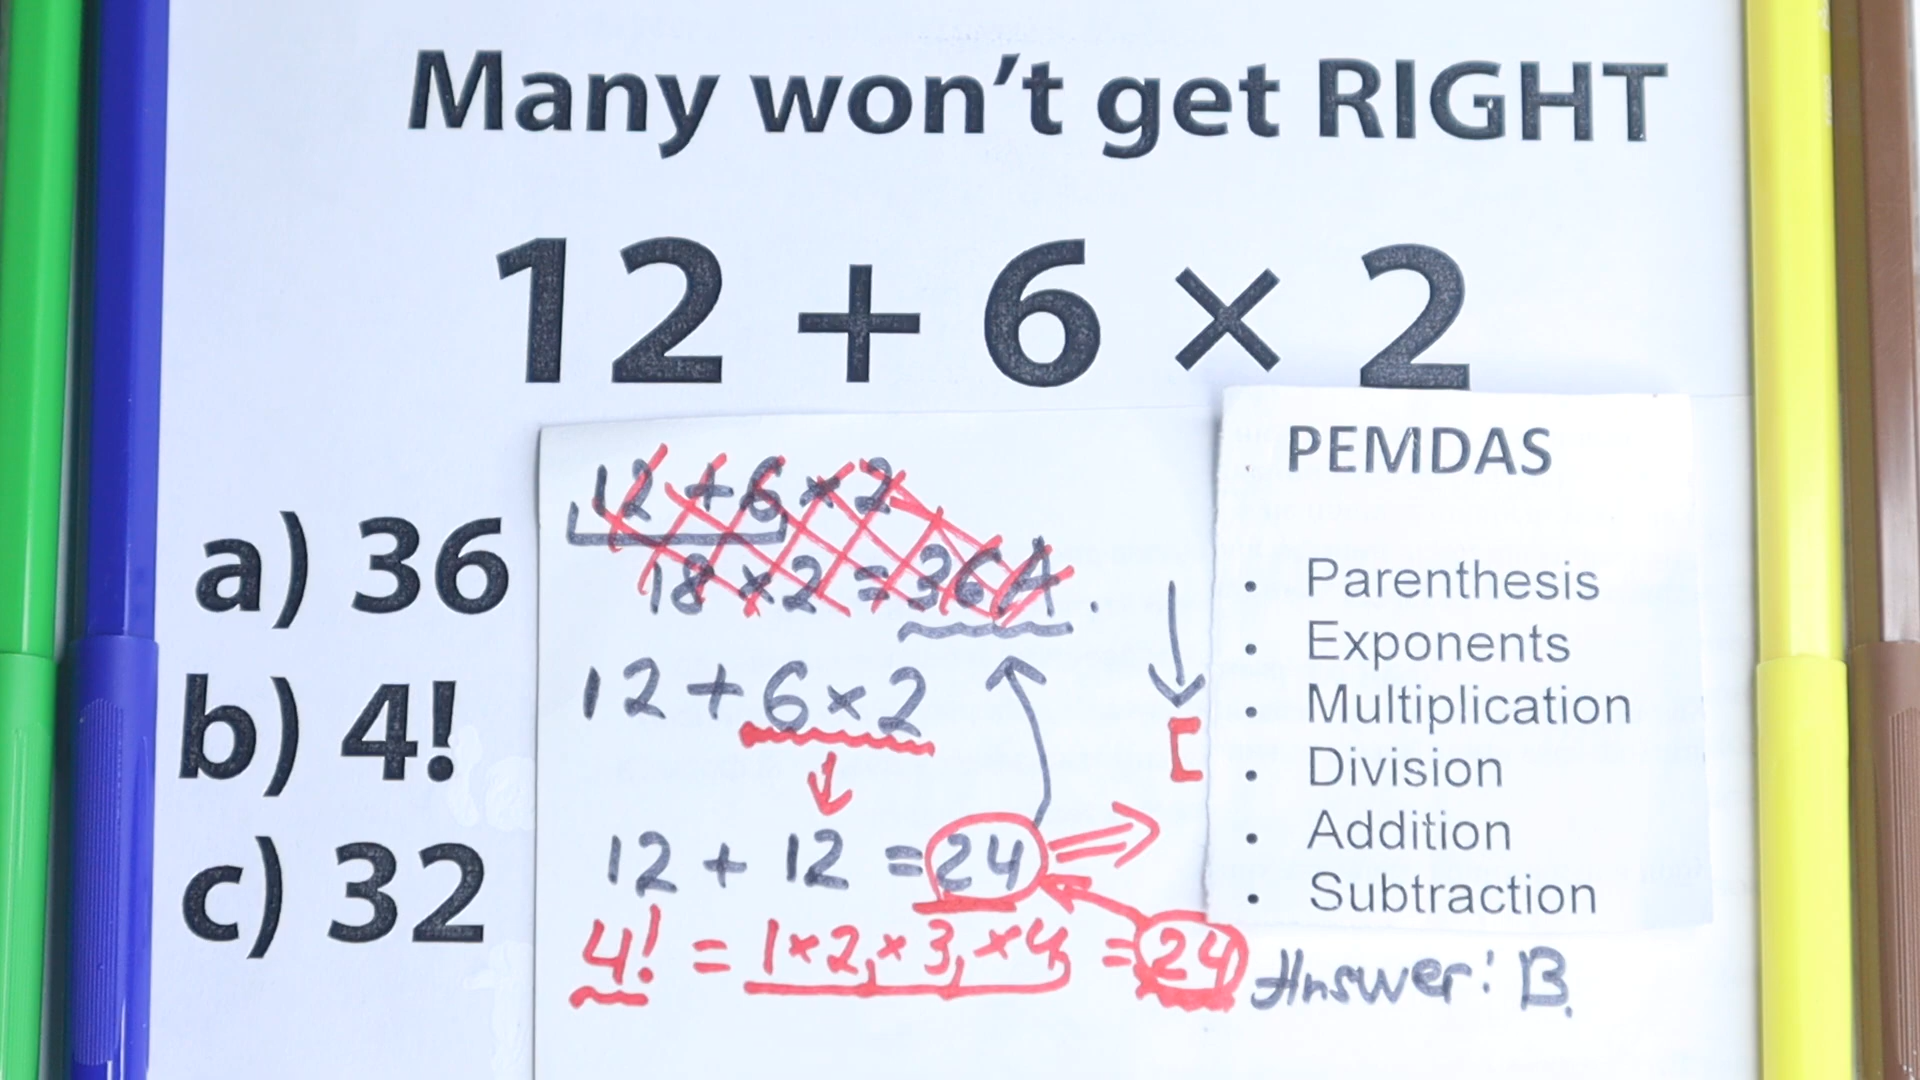 Many won't get RIGHT
12 + 6 × 2
a) 36
b) 4!
c) 32
12 + 6 × 2
18 × 2 = 36 A.
12 + 6 × 2
12 + 12 = 24
4! = 1 × 2 × 3 × 4 = 24
PEMDAS
• Parenthesis
• Exponents
• Multiplication
• Division
• Addition
• Subtraction
Answer: B.